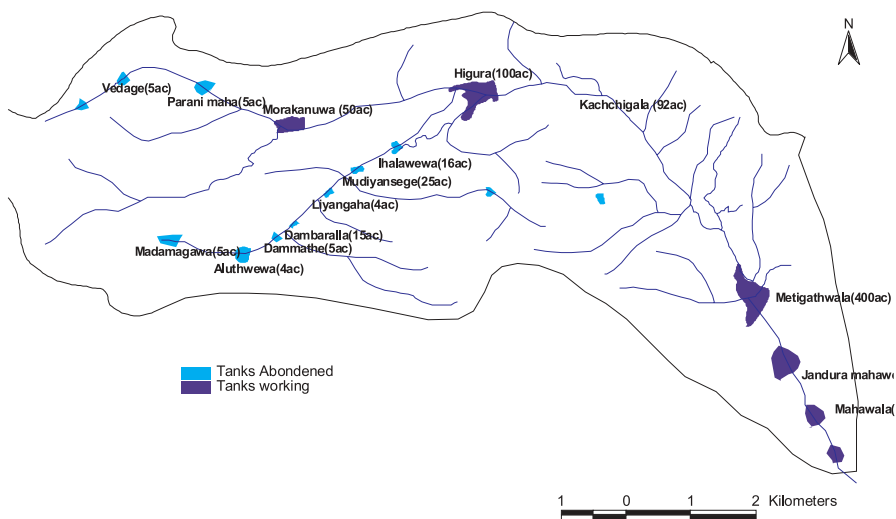 N
Higura(100ac)
Vedage(5ac)
Parani maha(5ac)
Morakanuwa (50ac)
Kachchigala (92ac)
Ihalawewa(16ac)
Mudiyansege(25ac)
Liyangaha(4ac)
Dambaralla(15ac)
Madamagawa(5ac)
Dammathe(5ac)
Aluthwewa(4ac)
Metigathwala(400ac)
Tanks Abondened
Tanks working
Jandura mahawe
Mahawala(
1 0 1 2 Kilometers